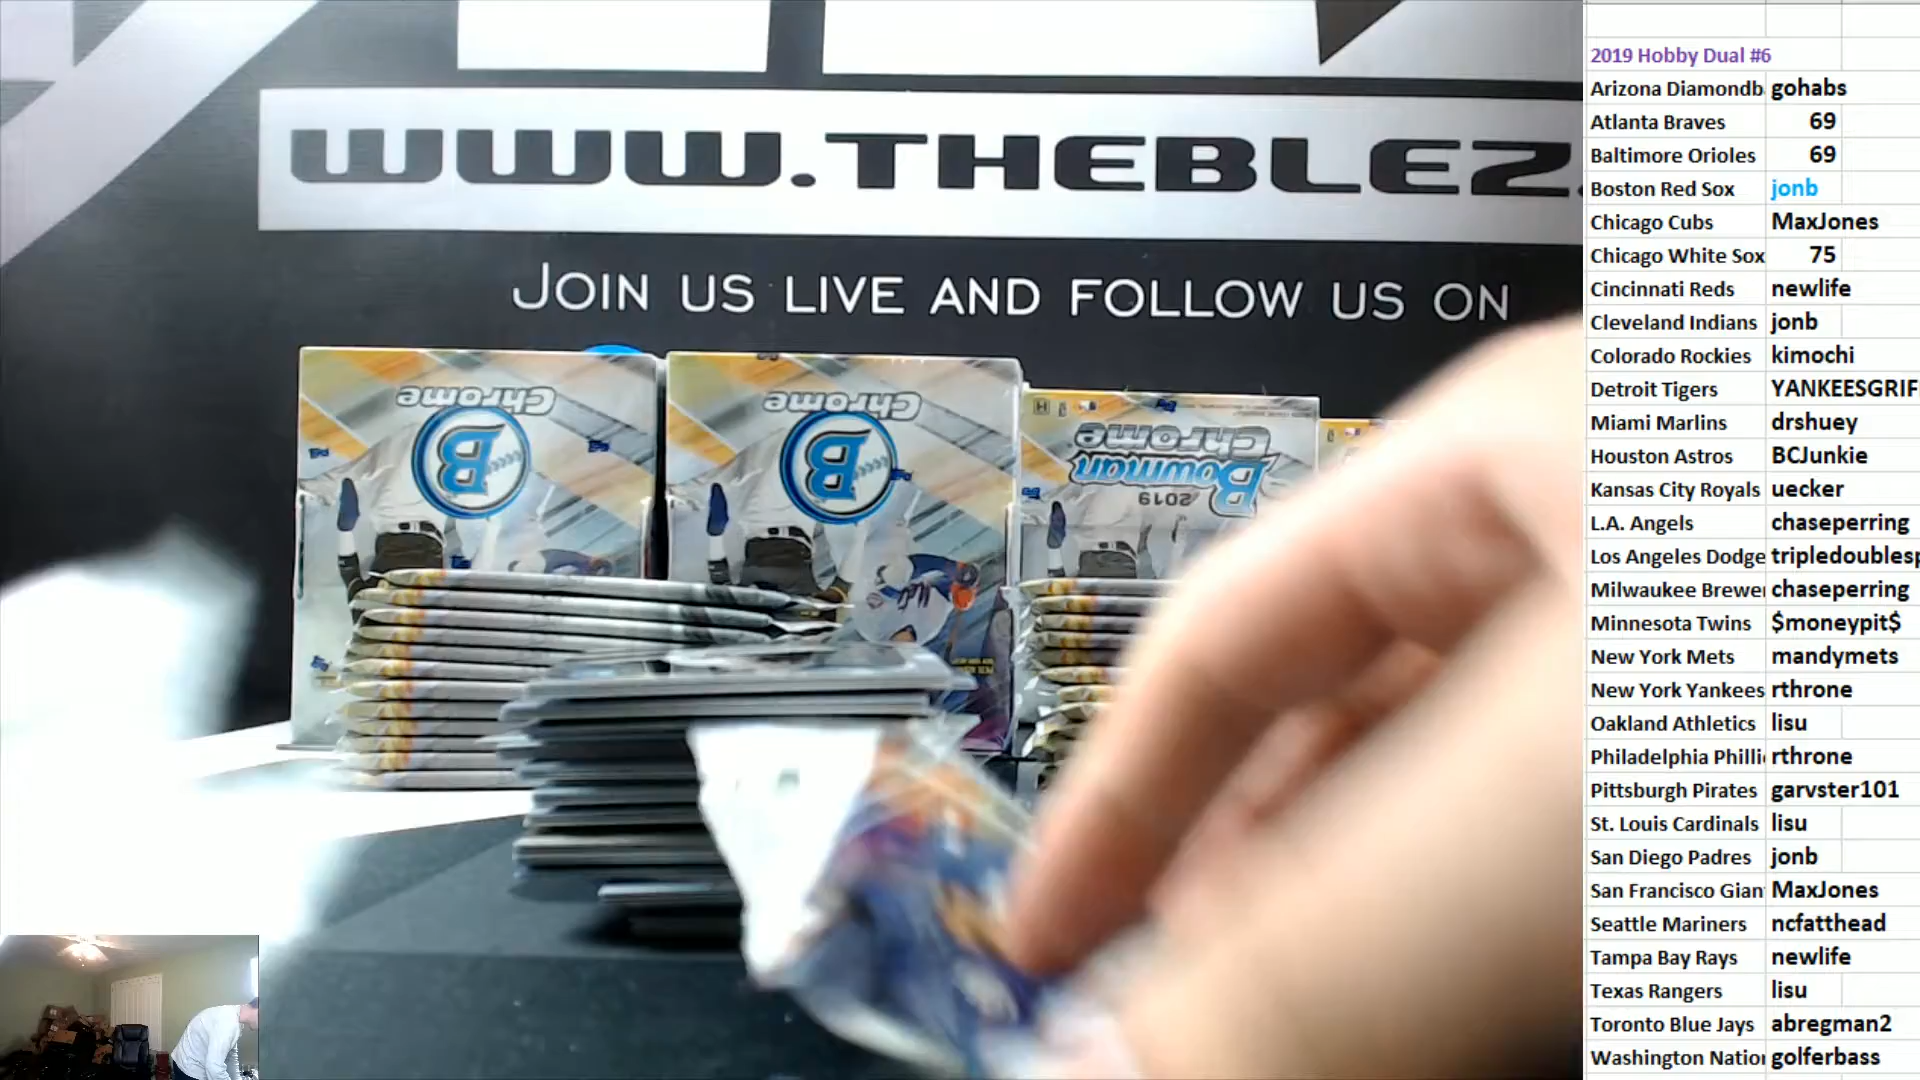 WWW.THEBLEZ
JOIN US LIVE AND FOLLOW US ON
Chrome
B
Chrome
B
Chrome
Bowman
2019
2019 Hobby Dual #6
Arizona Diamondb gohabs
Atlanta Braves 69
Baltimore Orioles 69
Boston Red Sox jonb
Chicago Cubs MaxJones
Chicago White Sox 75
Cincinnati Reds newlife
Cleveland Indians jonb
Colorado Rockies kimochi
Detroit Tigers YANKEESGRIF
Miami Marlins drshuey
Houston Astros BCJunkie
Kansas City Royals uecker
L.A. Angels chaseperring
Los Angeles Dodge tripledoublesp
Milwaukee Brewer chaseperring
Minnesota Twins $moneypit$
New York Mets mandymets
New York Yankees rthrone
Oakland Athletics lisu
Philadelphia Philli rthrone
Pittsburgh Pirates garvster101
St. Louis Cardinals lisu
San Diego Padres jonb
San Francisco Gian MaxJones
Seattle Mariners ncfatthead
Tampa Bay Rays newlife
Texas Rangers lisu
Toronto Blue Jays abregman2
Washington Natio golferbass